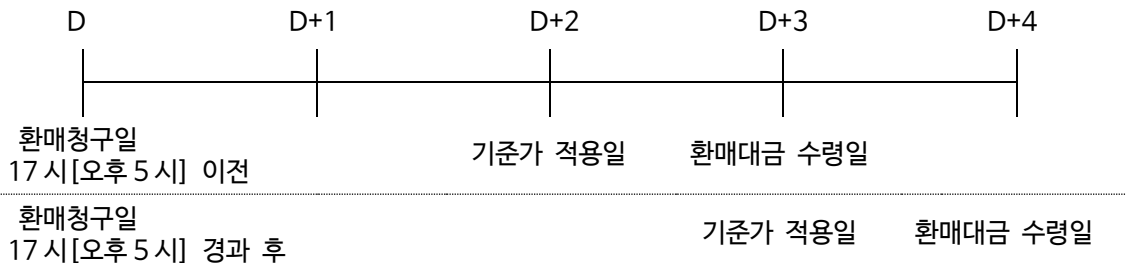 D D+1 D+2 D+3 D+4
환매청구일
17시[오후 5시] 이전
기준가 적용일 환매대금 수령일
환매청구일
17시[오후 5시] 경과 후
기준가 적용일 환매대금 수령일